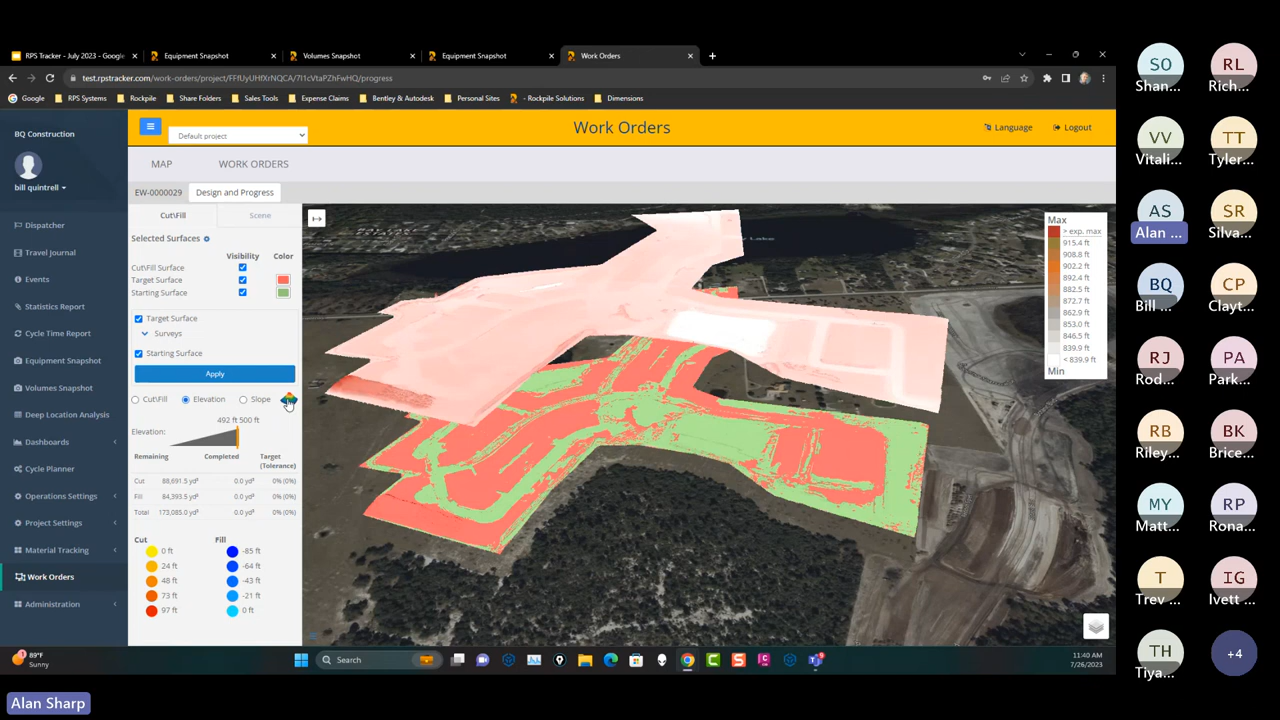 RPS Tracker - July 2023 - Google
Equipment Snapshot
Volumes Snapshot
Equipment Snapshot
Work Orders
test.rpstracker.com/work-orders/project/FFfUyUHfXrNQCA/7I1cVtaPZhFwHQ/progress
Google
RPS Systems
Rockpile
Share Folders
Sales Tools
Expense Claims
Bentley & Autodesk
Personal Sites
- Rockpile Solutions
Dimensions
BQ Construction
bill quintrell
Default project
Work Orders
Language
Logout
MAP
WORK ORDERS
EW-0000029
Design and Progress
Dispatcher
Travel Journal
Events
Statistics Report
Cycle Time Report
Equipment Snapshot
Volumes Snapshot
Deep Location Analysis
Dashboards
Cycle Planner
Operations Settings
Project Settings
Material Tracking
Work Orders
Administration
Cut\Fill
Scene
Selected Surfaces
Visibility Color
Cut\Fill Surface
Target Surface
Starting Surface
Target Surface
Surveys
Starting Surface
Apply
Cut\Fill Elevation Slope
492 ft 500 ft
Elevation:
Remaining Completed Target (Tolerance)
Cut 88,691.5 yd³ 0.0 yd³ 0% (0%)
Fill 84,393.5 yd³ 0.0 yd³ 0% (0%)
Total 173,085.0 yd³ 0.0 yd³ 0% (0%)
Cut Fill
0 ft -85 ft
24 ft -64 ft
48 ft -43 ft
73 ft -21 ft
97 ft 0 ft
Lake
Max
> exp. max
915.4 ft
908.8 ft
902.2 ft
892.4 ft
882.5 ft
872.7 ft
862.9 ft
853.0 ft
846.5 ft
839.9 ft
< 839.9 ft
Min
1
89°F
Sunny
Search
11:40 AM
7/26/2023
Alan Sharp
SO
Shan...
RL
Rich...
VV
Vitali...
TT
Tyler...
AS
Alan ...
SR
Silva...
BQ
Bill ...
CP
Clayt...
RJ
Rod...
PA
Park...
RB
Riley...
BK
Brice...
MY
Matt...
RP
Rona...
T
Trev ...
IG
Ivett ...
TH
Tiya...
+4